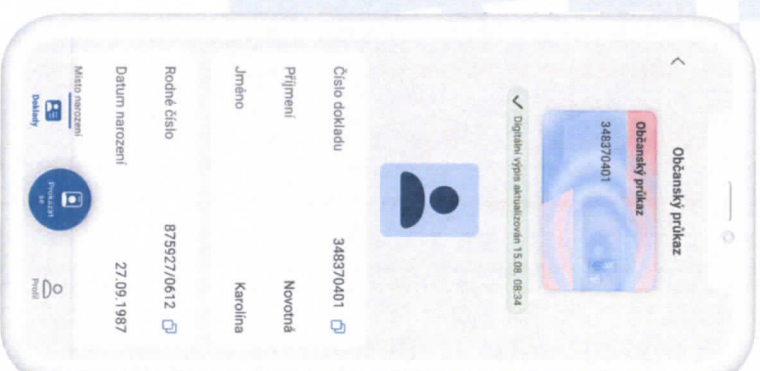 Občanský průkaz
Občanský průkaz
348370401
Digitální výpis aktualizován 15.08. 08:34
Číslo dokladu 348370401
Příjmení Novotná
Jméno Karolína
Rodné číslo 875927/0612
Datum narození 27.09.1987
Místo narození
Doklady
Prokázat se
Profil